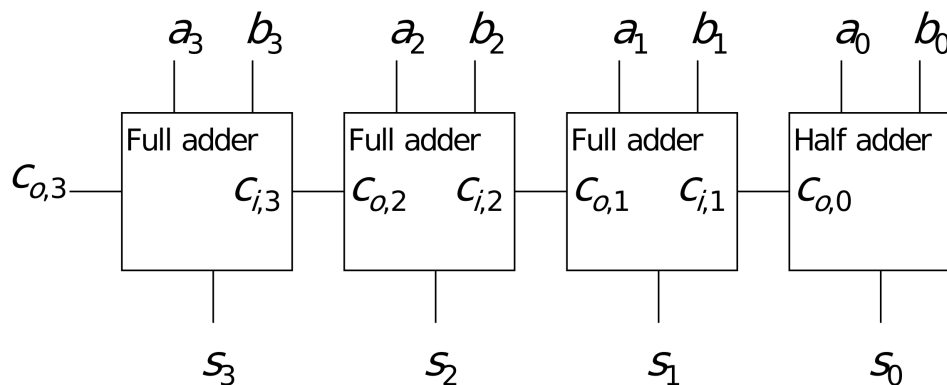 a3 b3 a2 b2 a1 b1 a0 b0
Full adder Full adder Full adder Half adder
co,3 ci,3 co,2 ci,2 co,1 ci,1 co,0
s3 s2 s1 s0